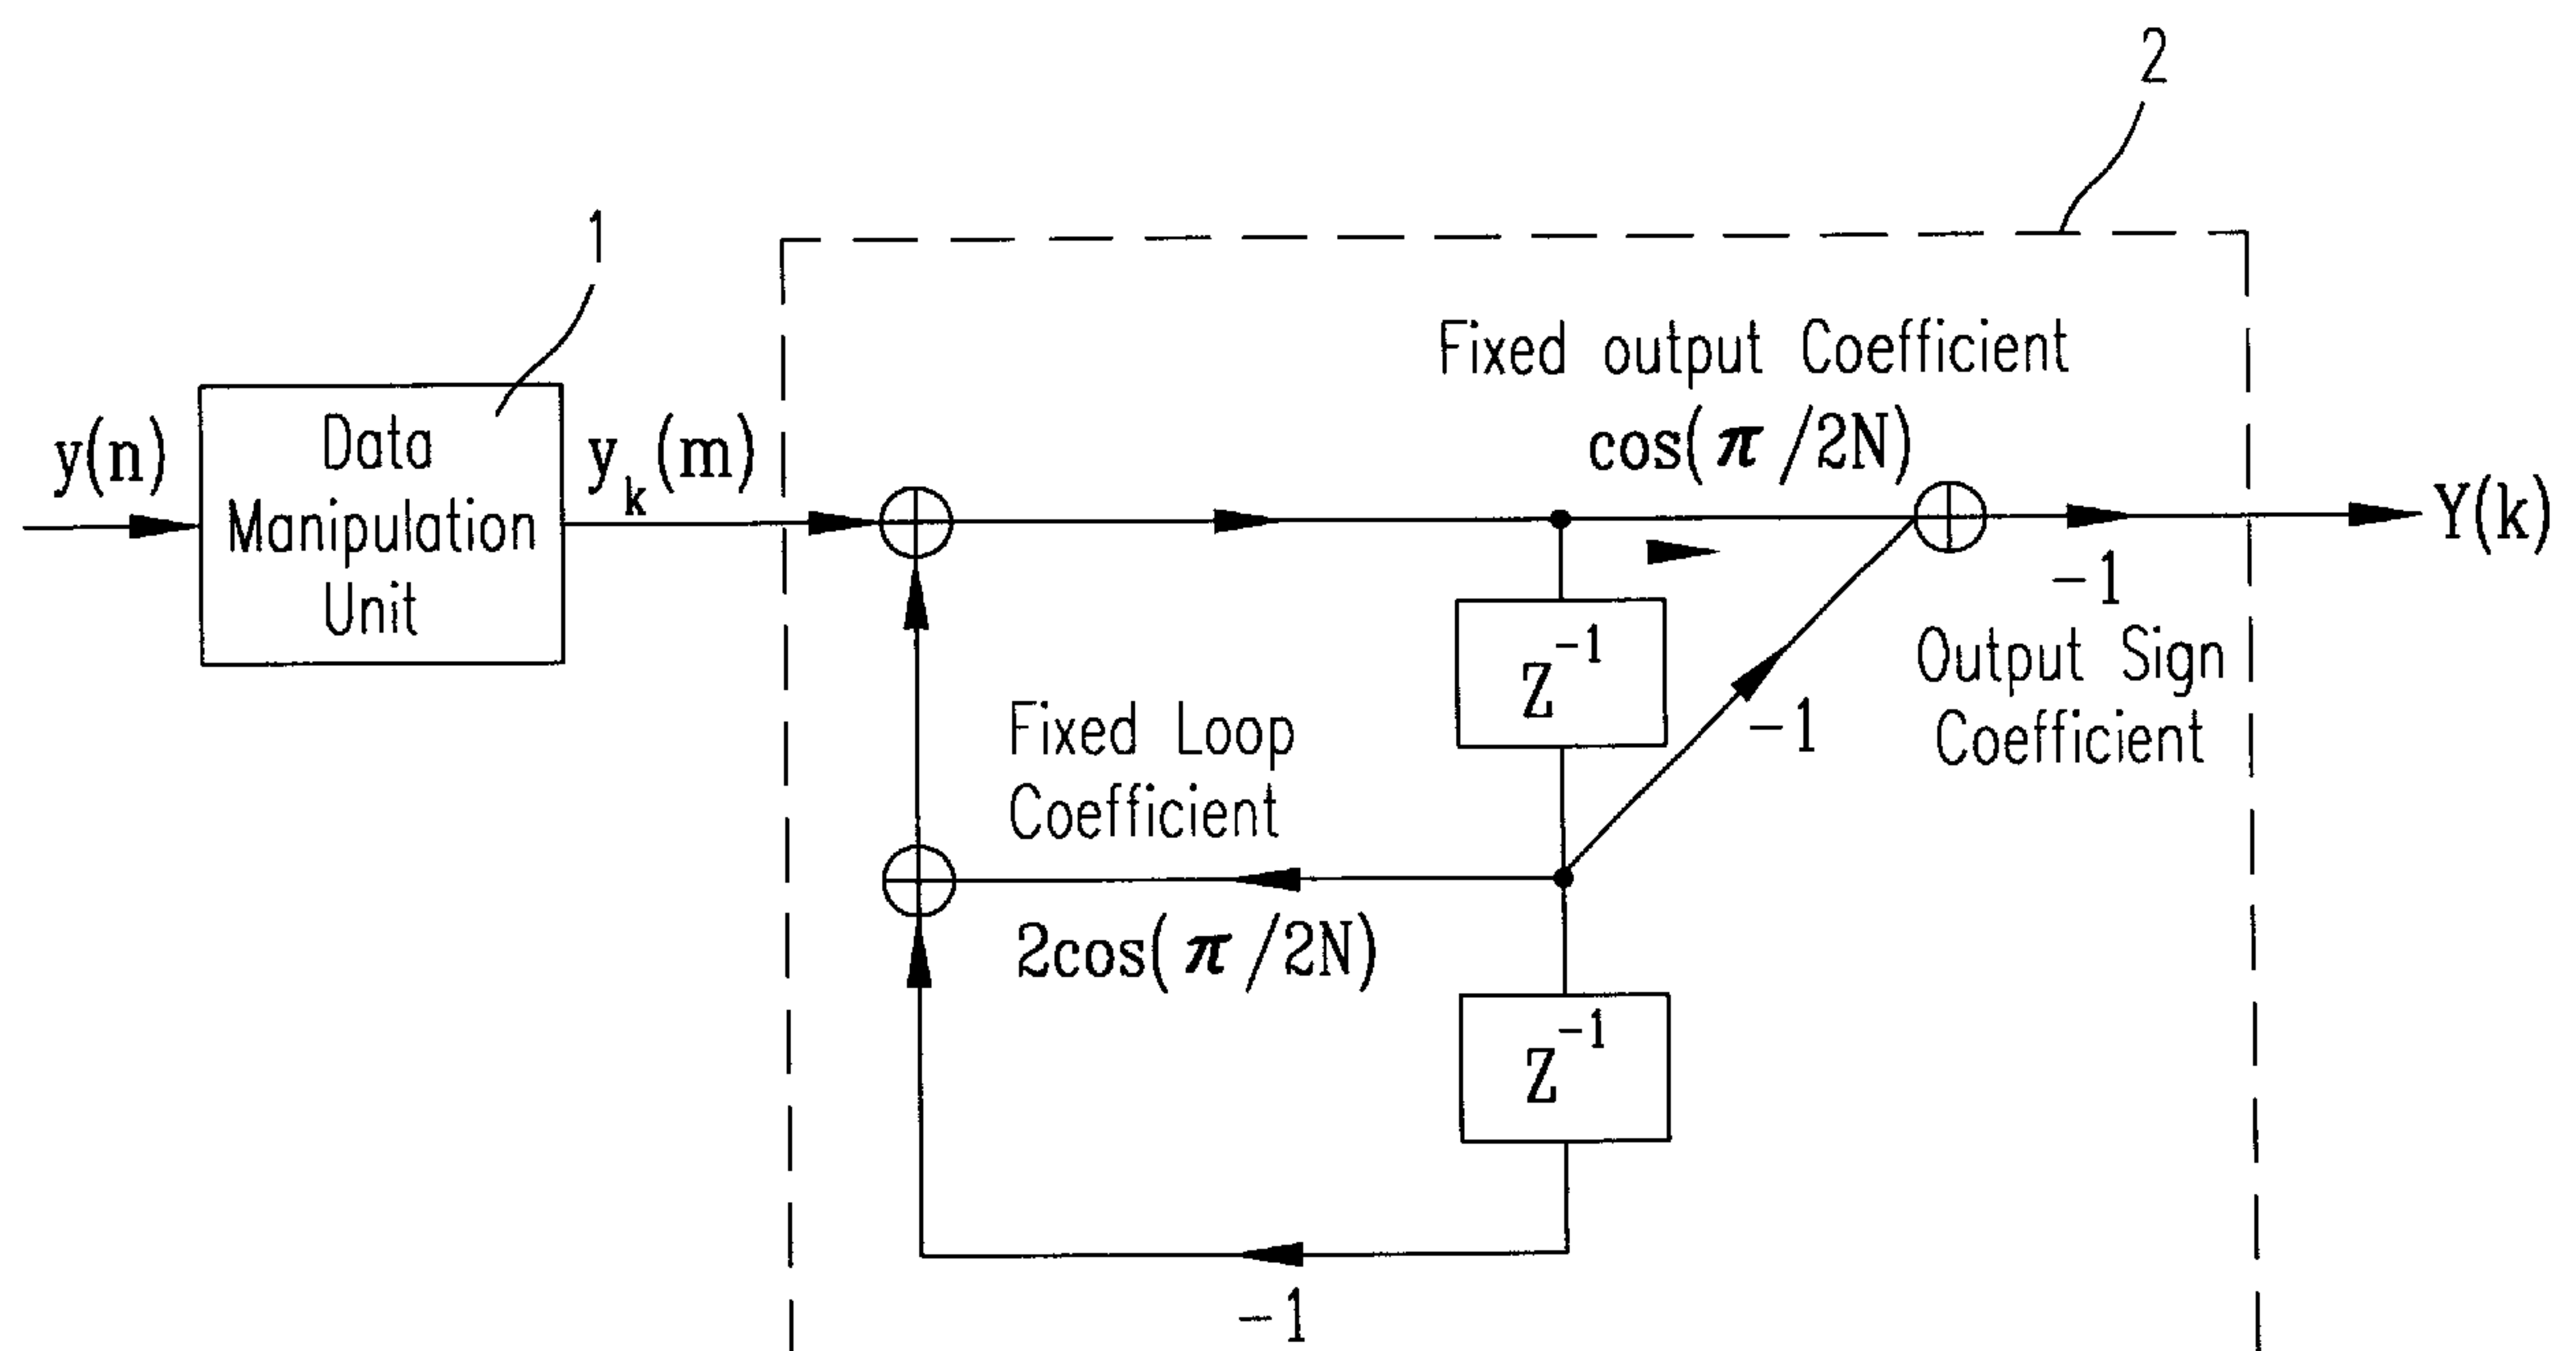 2
1
Fixed output Coefficient
cos(π/2N)
y(n)
Data
Manipulation
Unit
y_k(m)
Y(k)
-1
Output Sign
Coefficient
Z^-1
-1
Fixed Loop
Coefficient
2cos(π/2N)
Z^-1
-1